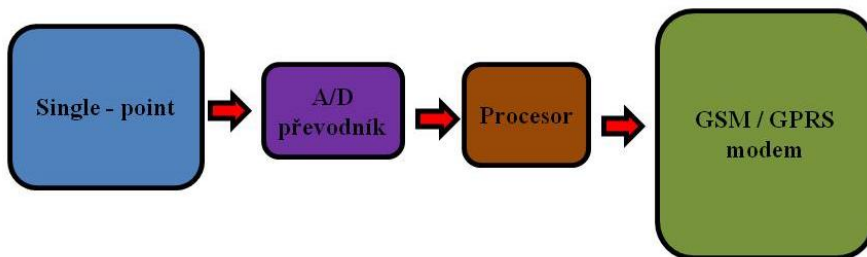 Single - point
A/D
převodník
Procesor
GSM / GPRS
modem